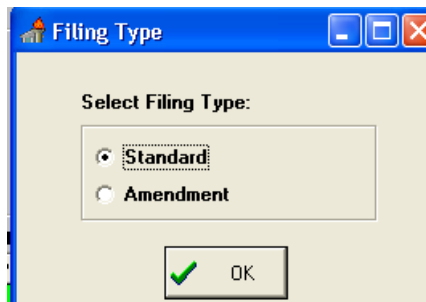 Filing Type
Select Filing Type:
Standard
Amendment
OK